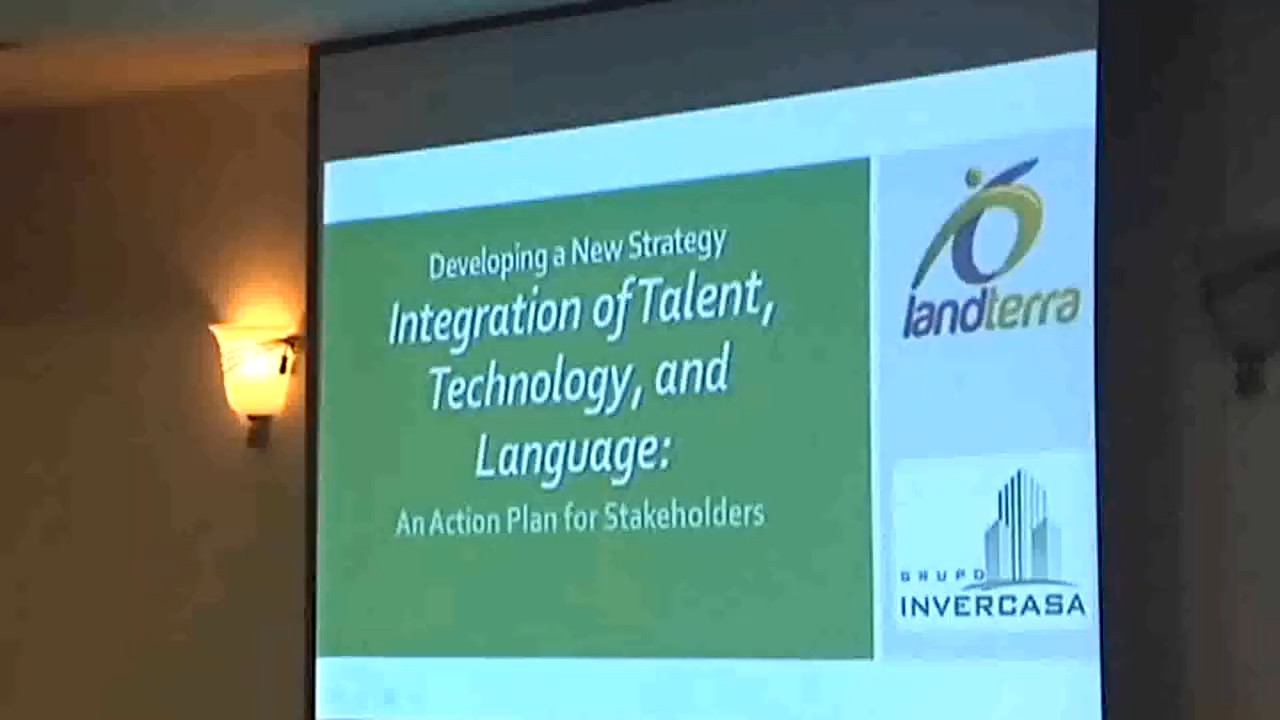 Developing a New Strategy
Integration of Talent,
Technology, and
Language:
An Action Plan for Stakeholders
landterra
GRUPO
INVERCASA